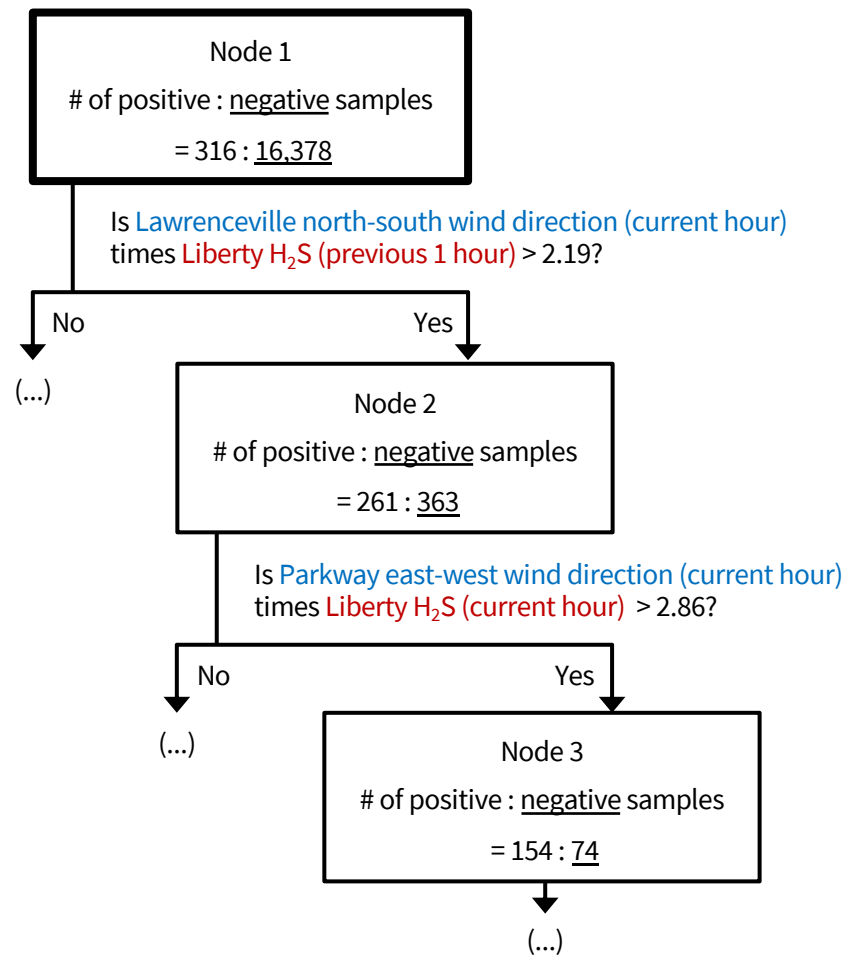 Node 1
# of positive : negative samples
= 316 : 16,378
Is Lawrenceville north-south wind direction (current hour)
times Liberty H₂S (previous 1 hour) > 2.19?
No
Yes
(...)
Node 2
# of positive : negative samples
= 261 : 363
Is Parkway east-west wind direction (current hour)
times Liberty H₂S (current hour) > 2.86?
No
Yes
(...)
Node 3
# of positive : negative samples
= 154 : 74
(...)